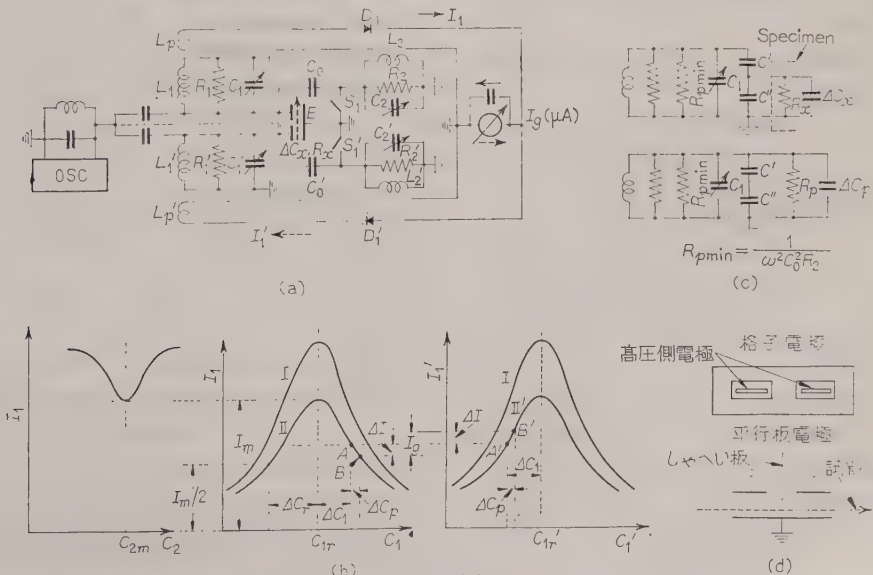 Lp
D₁
I₁
L₂
L₁
R₁
C₁
C₀
R₂
S₁
E
C₂
C₂'
ΔCx
Rx
S₁'
R₂'
L₂'
C₀'
L₁'
R₁'
C₁'
OSC
Lp'
I₁'
D₁'
Ig(μA)
(a)
Specimen
Rpmin
C₁
C'
C''
Rx
ΔCx
Rpmin
C₁
C'
C''
Rp
Rpmin = 1/ω²C₀²R₂
(c)
I₁
C₂m
C₂
I₁
I
II
Im
Im/2
A
B
ΔI
I₀
ΔCr
ΔC₁
ΔCp
C₁r
C₁
I₁'
I
II'
B'
A'
ΔI
ΔC₁
ΔCp
C₁r'
C₁'
(b)
格子電極
高圧側電極
平行板電極
しゃへい板
(d)